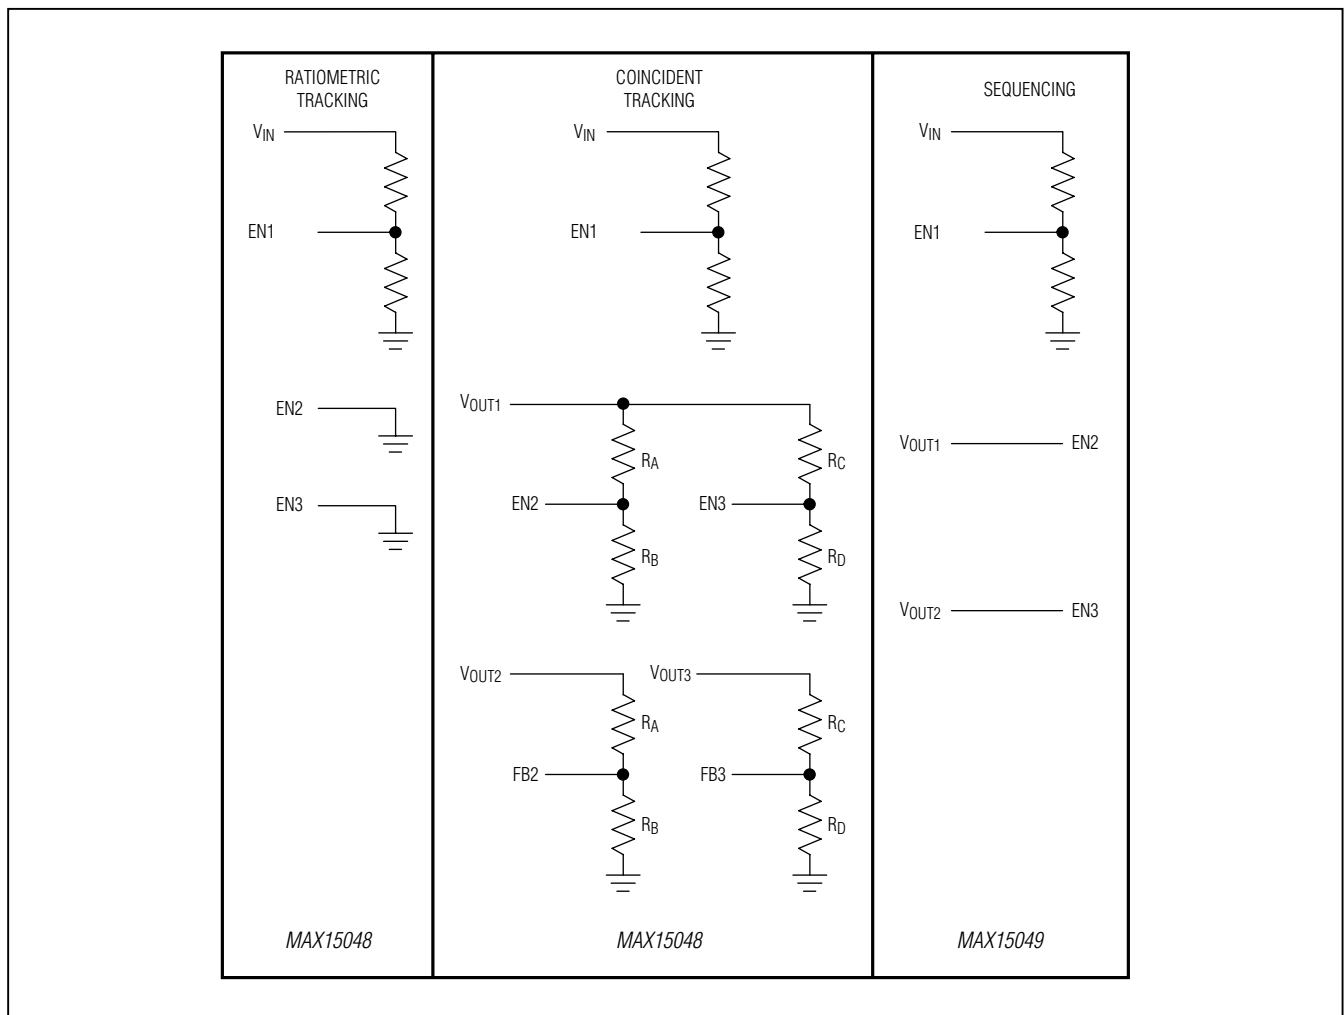 RATIOMETRIC
TRACKING
VIN
EN1
EN2
EN3
MAX15048
COINCIDENT
TRACKING
VIN
EN1
VOUT1
RA
RC
EN2
EN3
RB
RD
VOUT2
VOUT3
RA
RC
FB2
FB3
RB
RD
MAX15048
SEQUENCING
VIN
EN1
VOUT1
EN2
VOUT2
EN3
MAX15049